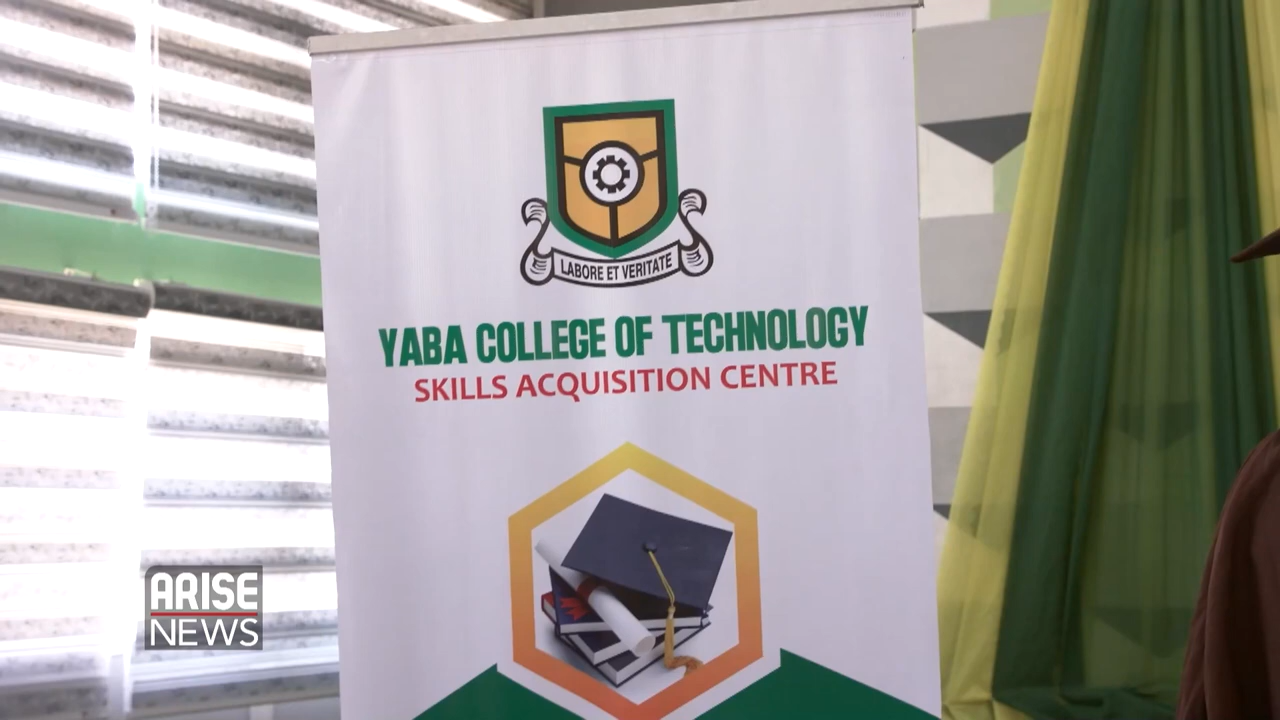 LABORE ET VERITATE
YABA COLLEGE OF TECHNOLOGY
SKILLS ACQUISITION CENTRE
ARISE
NEWS